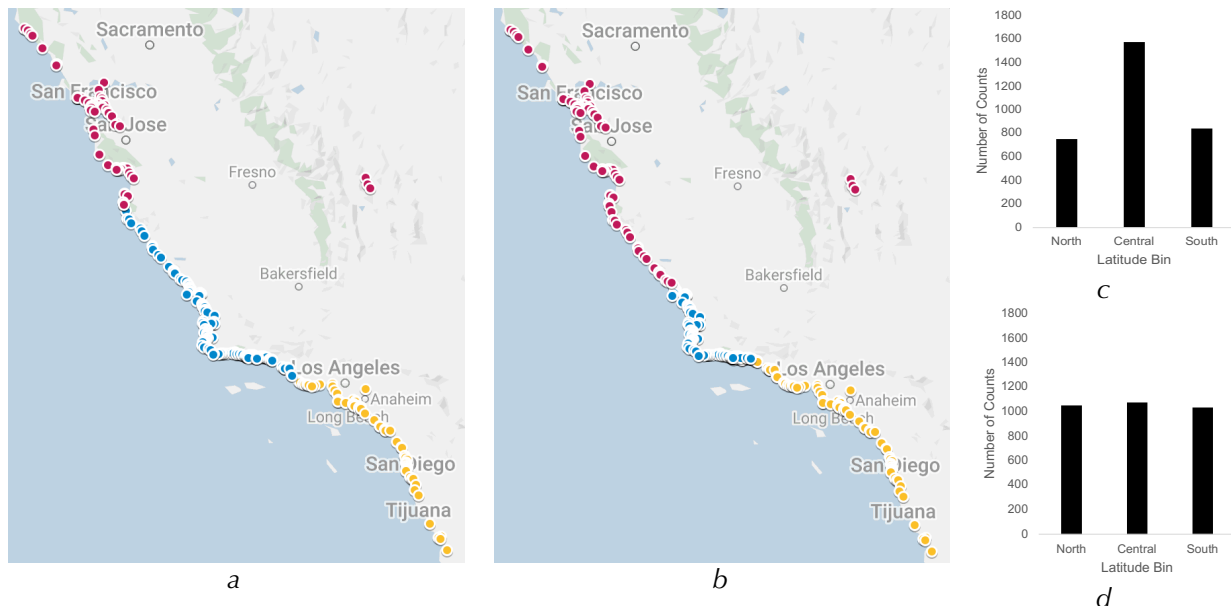 Sacramento
San Francisco
San Jose
Fresno
Bakersfield
Los Angeles
Anaheim
Long Beach
San Diego
Tijuana
a
Sacramento
San Francisco
San Jose
Fresno
Bakersfield
Los Angeles
Anaheim
Long Beach
San Diego
Tijuana
b
Number of Counts
1800
1600
1400
1200
1000
800
600
400
200
0
North Central South
Latitude Bin
c
Number of Counts
1800
1600
1400
1200
1000
800
600
400
200
0
North Central South
Latitude Bin
d